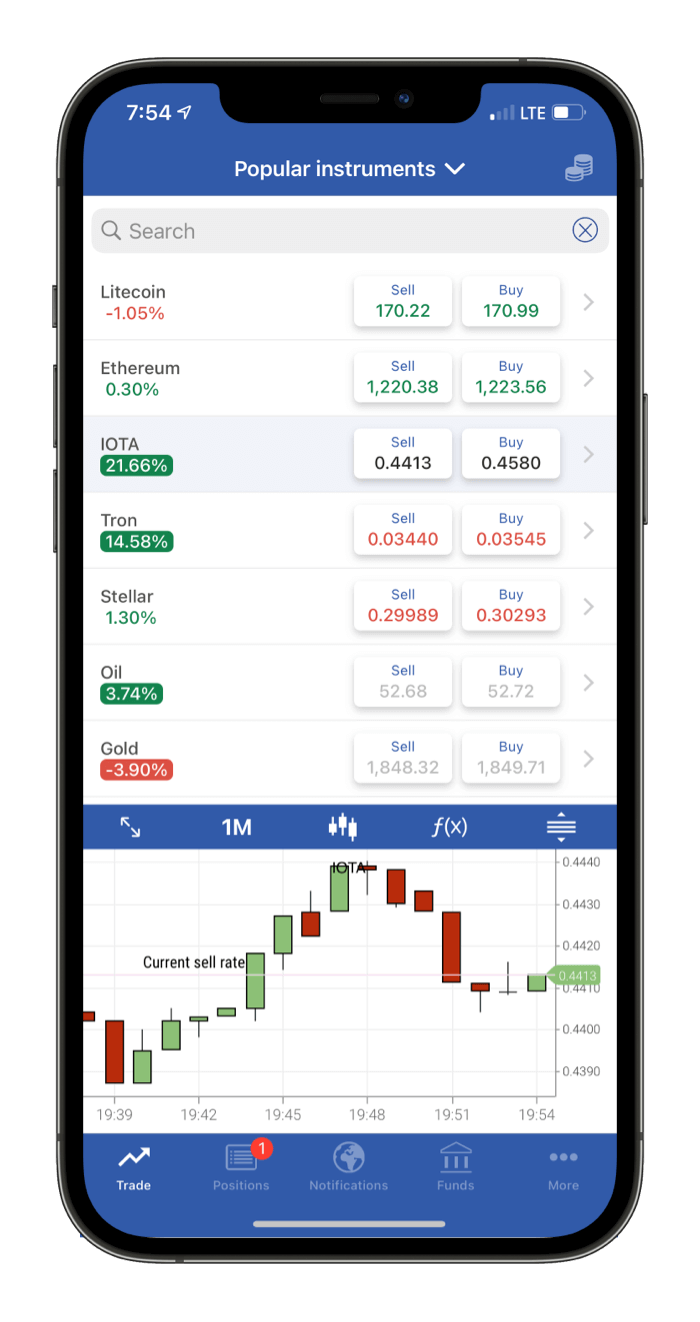 7:54 LTE
Popular instruments
Search
Litecoin Sell Buy
-1.05% 170.22 170.99
Ethereum Sell Buy
0.30% 1,220.38 1,223.56
IOTA Sell Buy
21.66% 0.4413 0.4580
Tron Sell Buy
14.58% 0.03440 0.03545
Stellar Sell Buy
1.30% 0.29989 0.30293
Oil Sell Buy
3.74% 52.68 52.72
Gold Sell Buy
-3.90% 1,848.32 1,849.71
1M f(x)
IOTA 0.4440
0.4430
0.4420
Current sell rate
0.4413
0.4410
0.4400
0.4390
19:39 19:42 19:45 19:48 19:51 19:54
1
Trade Positions Notifications Funds More